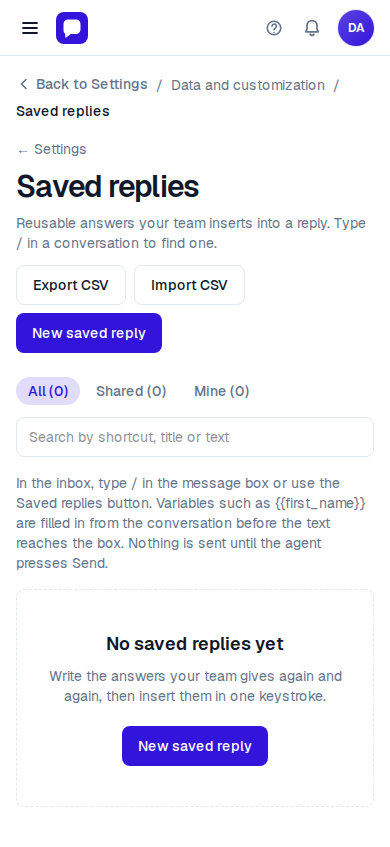 DA
Back to Settings / Data and customization /
Saved replies
← Settings
Saved replies
Reusable answers your team inserts into a reply. Type
/ in a conversation to find one.
Export CSV
Import CSV
New saved reply
All (0)
Shared (0)
Mine (0)
Search by shortcut, title or text
In the inbox, type / in the message box or use the
Saved replies button. Variables such as {{first_name}}
are filled in from the conversation before the text
reaches the box. Nothing is sent until the agent
presses Send.
No saved replies yet
Write the answers your team gives again and
again, then insert them in one keystroke.
New saved reply